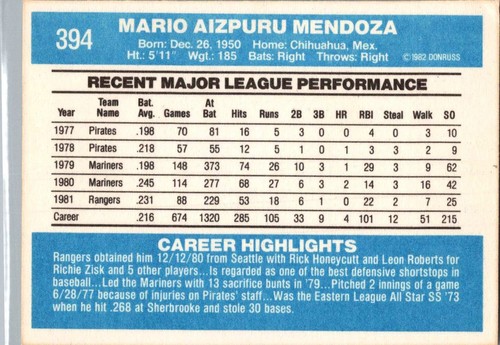 394
MARIO AIZPURU MENDOZA
Born: Dec. 26, 1950 Home: Chihuahua, Mex.
Ht.: 5'11" Wgt.: 185 Bats: Right Throws: Right
©1982 DONRUSS
RECENT MAJOR LEAGUE PERFORMANCE
Year Team Name Bat. Avg. Games At Bat Hits Runs 2B 3B HR RBI Steal Walk SO
1977 Pirates .198 70 81 16 5 3 0 0 4 0 3 10
1978 Pirates .218 57 55 12 5 1 0 1 3 3 2 9
1979 Mariners .198 148 373 74 26 10 3 1 29 3 9 62
1980 Mariners .245 114 277 68 27 6 3 2 14 3 16 42
1981 Rangers .231 88 229 53 18 6 1 0 22 2 7 25
Career .216 674 1320 285 105 33 9 4 101 12 51 215
CAREER HIGHLIGHTS
Rangers obtained him 12/12/80 from Seattle with Rick Honeycutt and Leon Roberts for
Richie Zisk and 5 other players...Is regarded as one of the best defensive shortstops in
baseball...Led the Mariners with 13 sacrifice bunts in '79...Pitched 2 innings of a game
6/28/77 because of injuries on Pirates' staff...Was the Eastern League All Star SS '73
when he hit .268 at Sherbrooke and stole 30 bases.